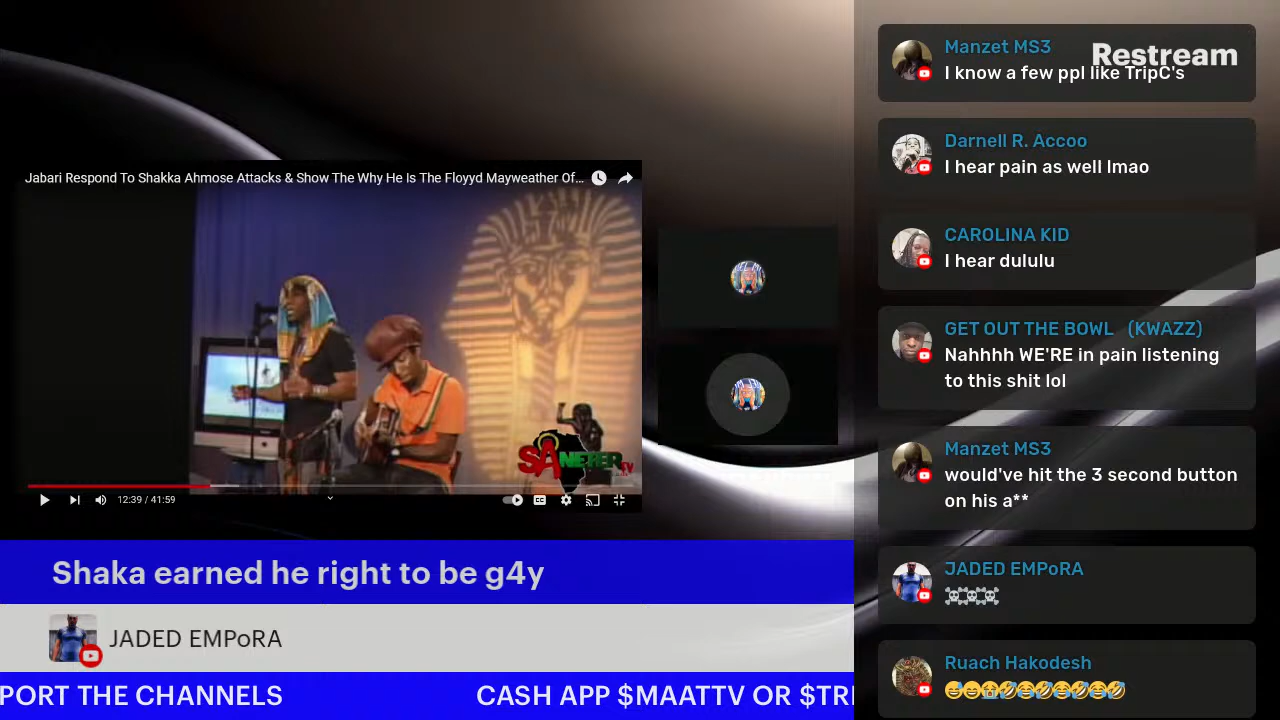 Jabari Respond To Shakka Ahmose Attacks & Show The Why He Is The Floyyd Mayweather Of...
SANETER TV
12:39 / 41:59
CC
Shaka earned he right to be g4y
JADED EMPoRA
PORT THE CHANNELS
CASH APP $MAATTV OR $TRI
Restream
Manzet MS3
I know a few ppl like TripC's
Darnell R. Accoo
I hear pain as well lmao
CAROLINA KID
I hear dululu
GET OUT THE BOWL (KWAZZ)
Nahhhh WE'RE in pain listening
to this shit lol
Manzet MS3
would've hit the 3 second button
on his a**
JADED EMPoRA
☠☠☠
Ruach Hakodesh